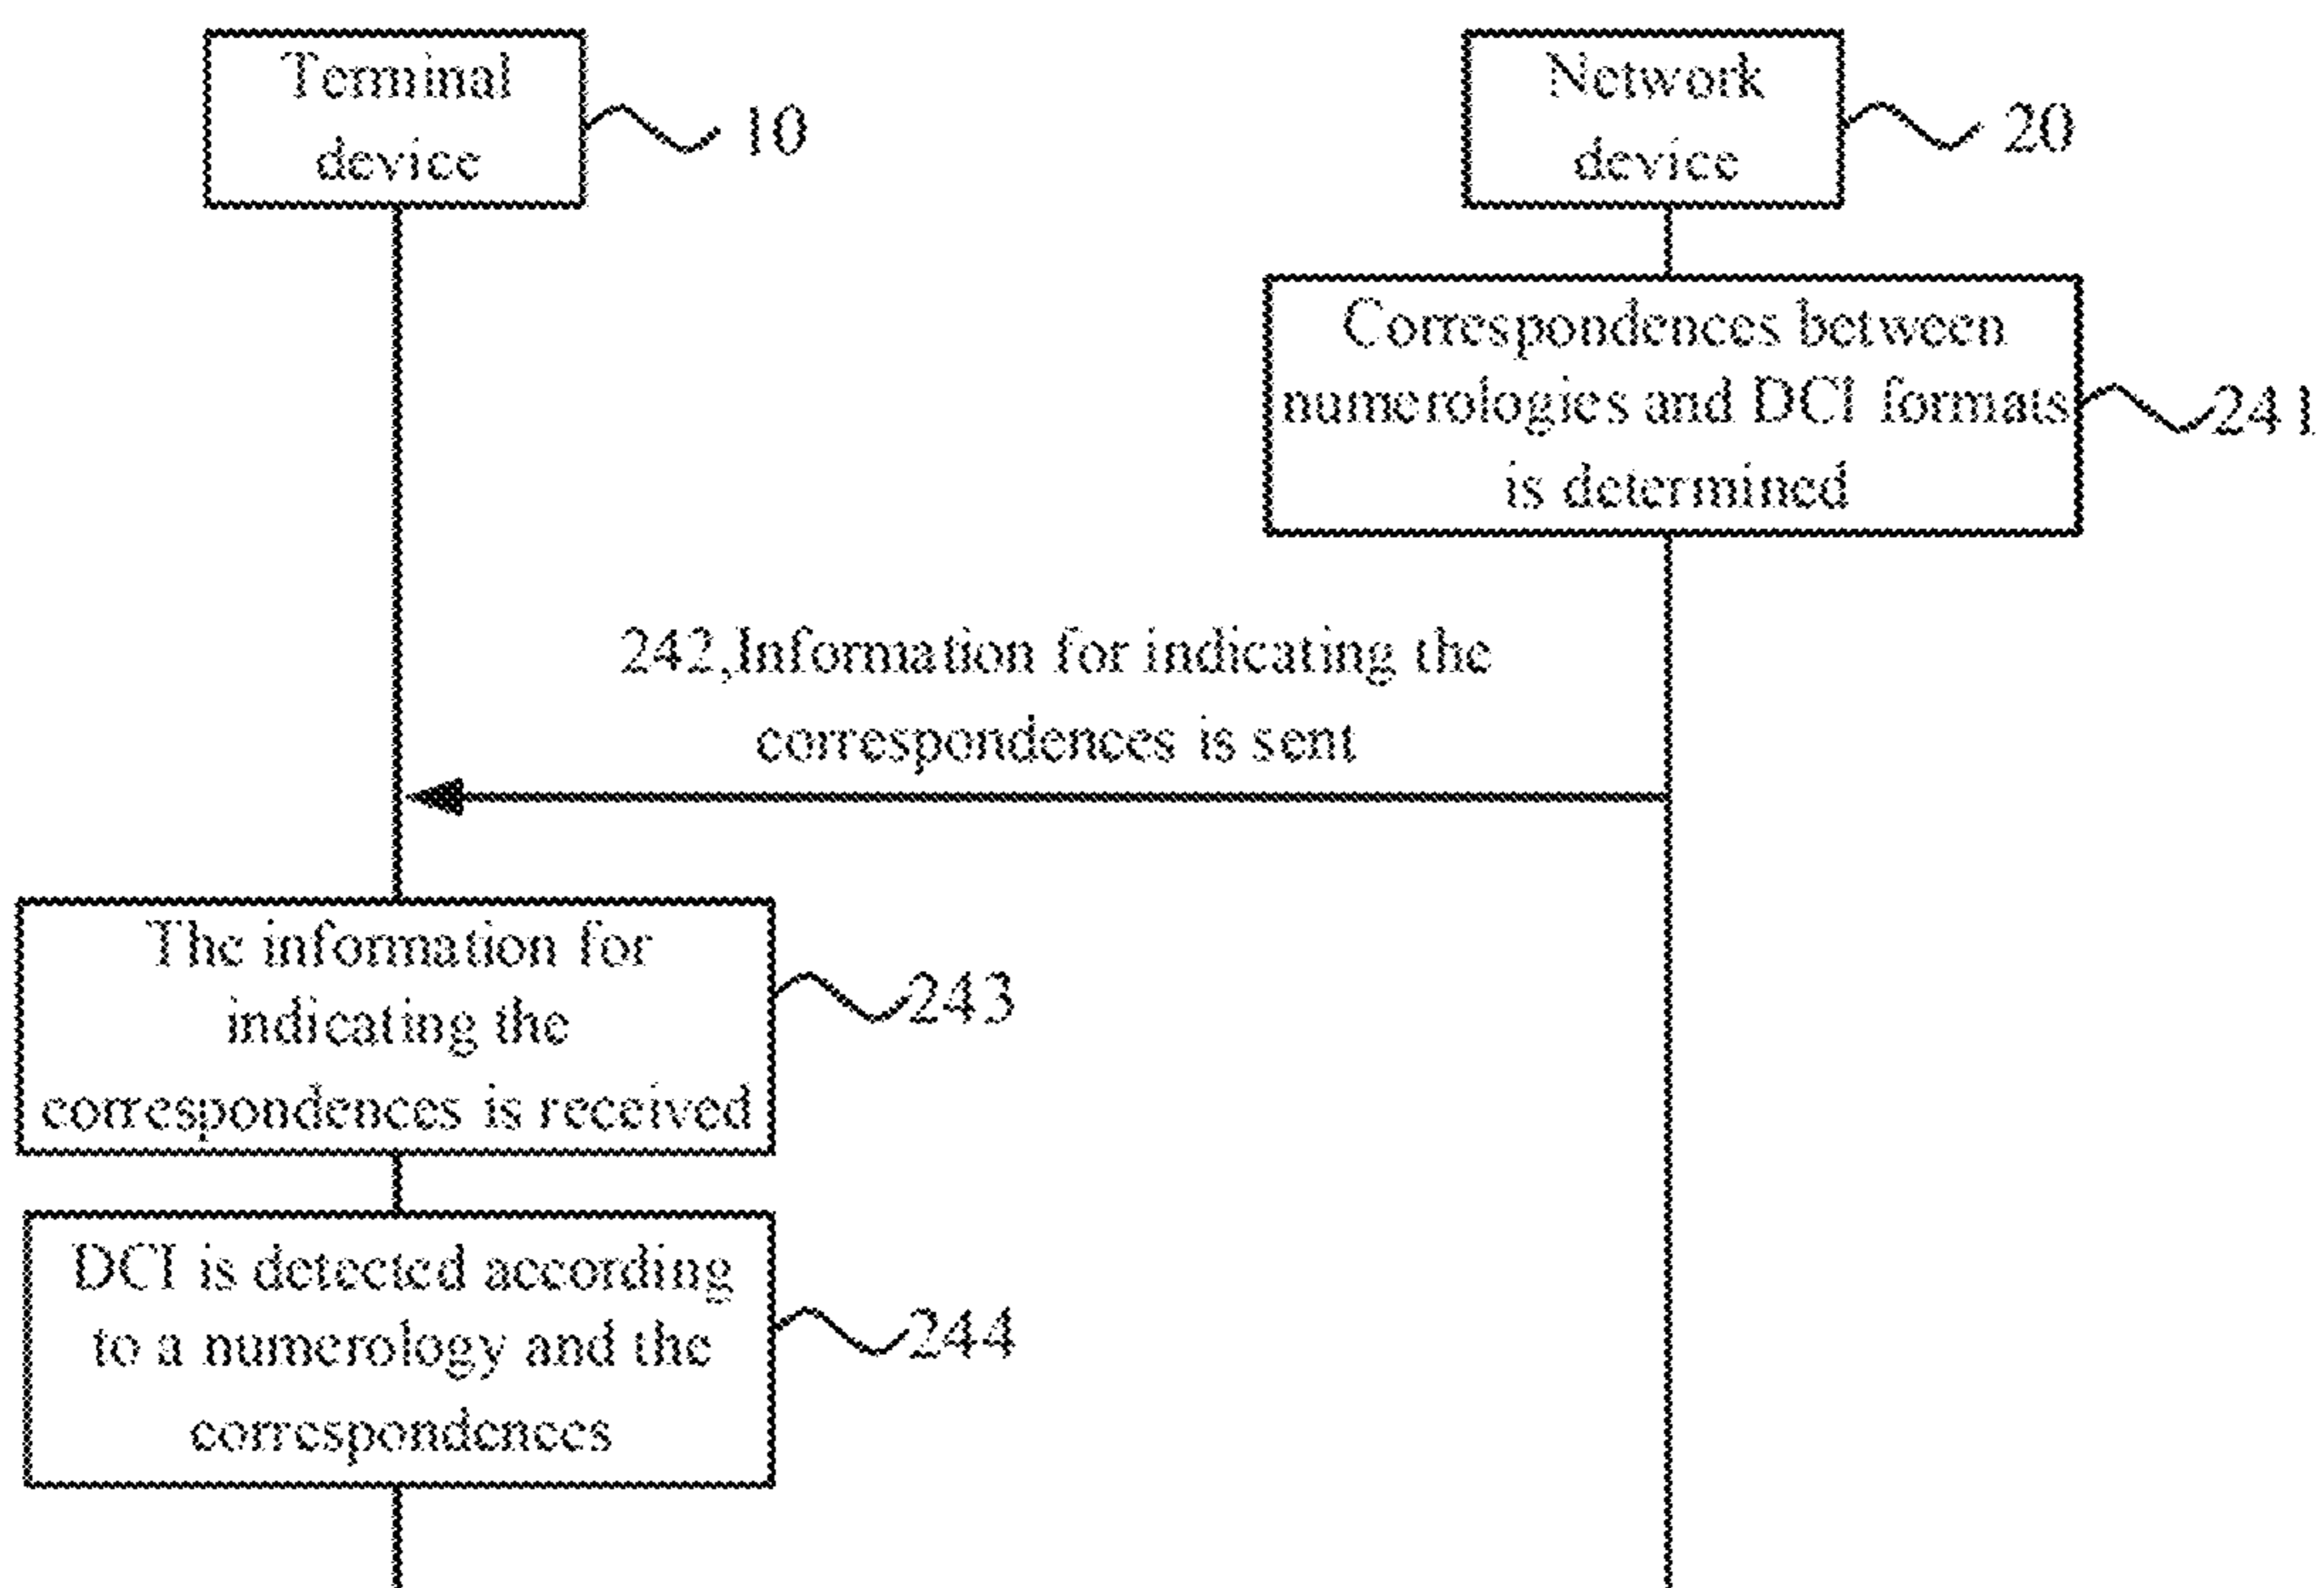 Terminal
device
10
Network
device
20
Correspondences between
numerologies and DCI formats
is determined
241
242,Information for indicating the
correspondences is sent
The information for
indicating the
correspondences is received
243
DCI is detected according
to a numerology and the
correspondences
244